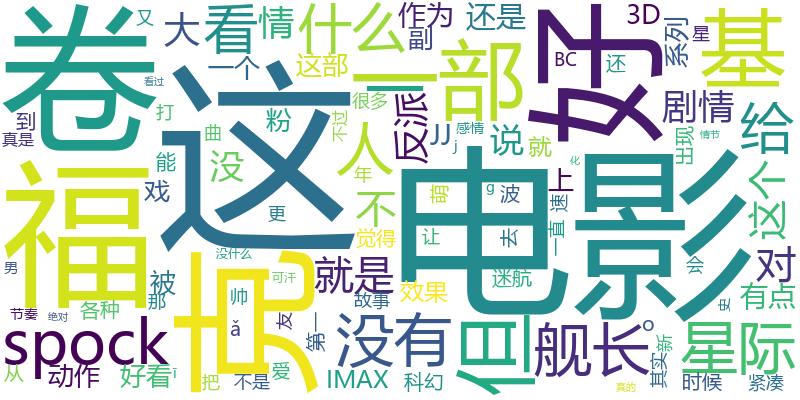 卷
福
这
克
电影
好
一部
什么
基
看
情
大
又
看过
一个
这部
很多
作为
副
还是
3D
系列
星
BC
还
剧情
给
这个
对
有点
星际
舰长
但
没有
就是
spock
动作
好看
节奏
绝对
各种
从
男
那
被
戏
能
打
到
真是
没
曲
粉
人
不
年
不过
反派
JJ
j
感情
说
就
出现
情节
化
上
速
一直
波
去
g
萌
让
觉得
更
没什么
可汗
帅
ǎ
ī
友
第一
故事
效果
迷航
爱
把
不是
IMAX
科幻
其实
新
时候
紧凑
会
史
真的